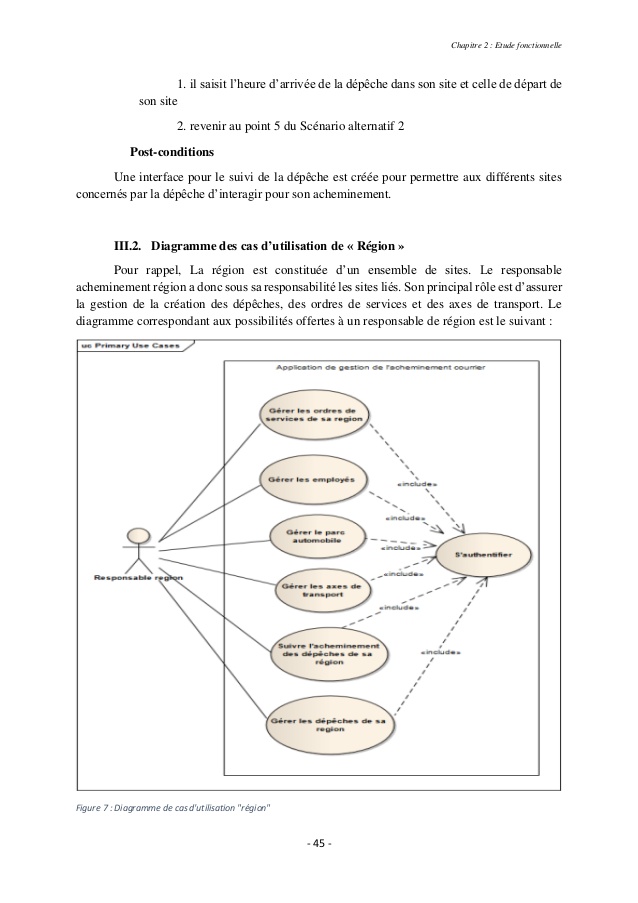 Chapitre 2 : Etude fonctionnelle
1. il saisit l’heure d’arrivée de la dépêche dans son site et celle de départ de
son site
2. revenir au point 5 du Scénario alternatif 2
Post-conditions
Une interface pour le suivi de la dépêche est créée pour permettre aux différents sites
concernés par la dépêche d’interagir pour son acheminement.
III.2. Diagramme des cas d’utilisation de « Région »
Pour rappel, La région est constituée d’un ensemble de sites. Le responsable
acheminement région a donc sous sa responsabilité les sites liés. Son principal rôle est d’assurer
la gestion de la création des dépêches, des ordres de services et des axes de transport. Le
diagramme correspondant aux possibilités offertes à un responsable de région est le suivant :
uc Primary Use Cases
Application de gestion de l'acheminement courrier
Gérer les ordres de
services de sa region
«include»
Gérer les employés
«include»
Gérer le parc
automobile
«include»
S'authentifier
Responsable region
Gérer les axes de
transport
«include»
«include»
Suivre l'acheminement
des dépêches de sa
région
«include»
Gérer les dépêches de sa
region
Figure 7 : Diagramme de cas d'utilisation "région"
- 45 -